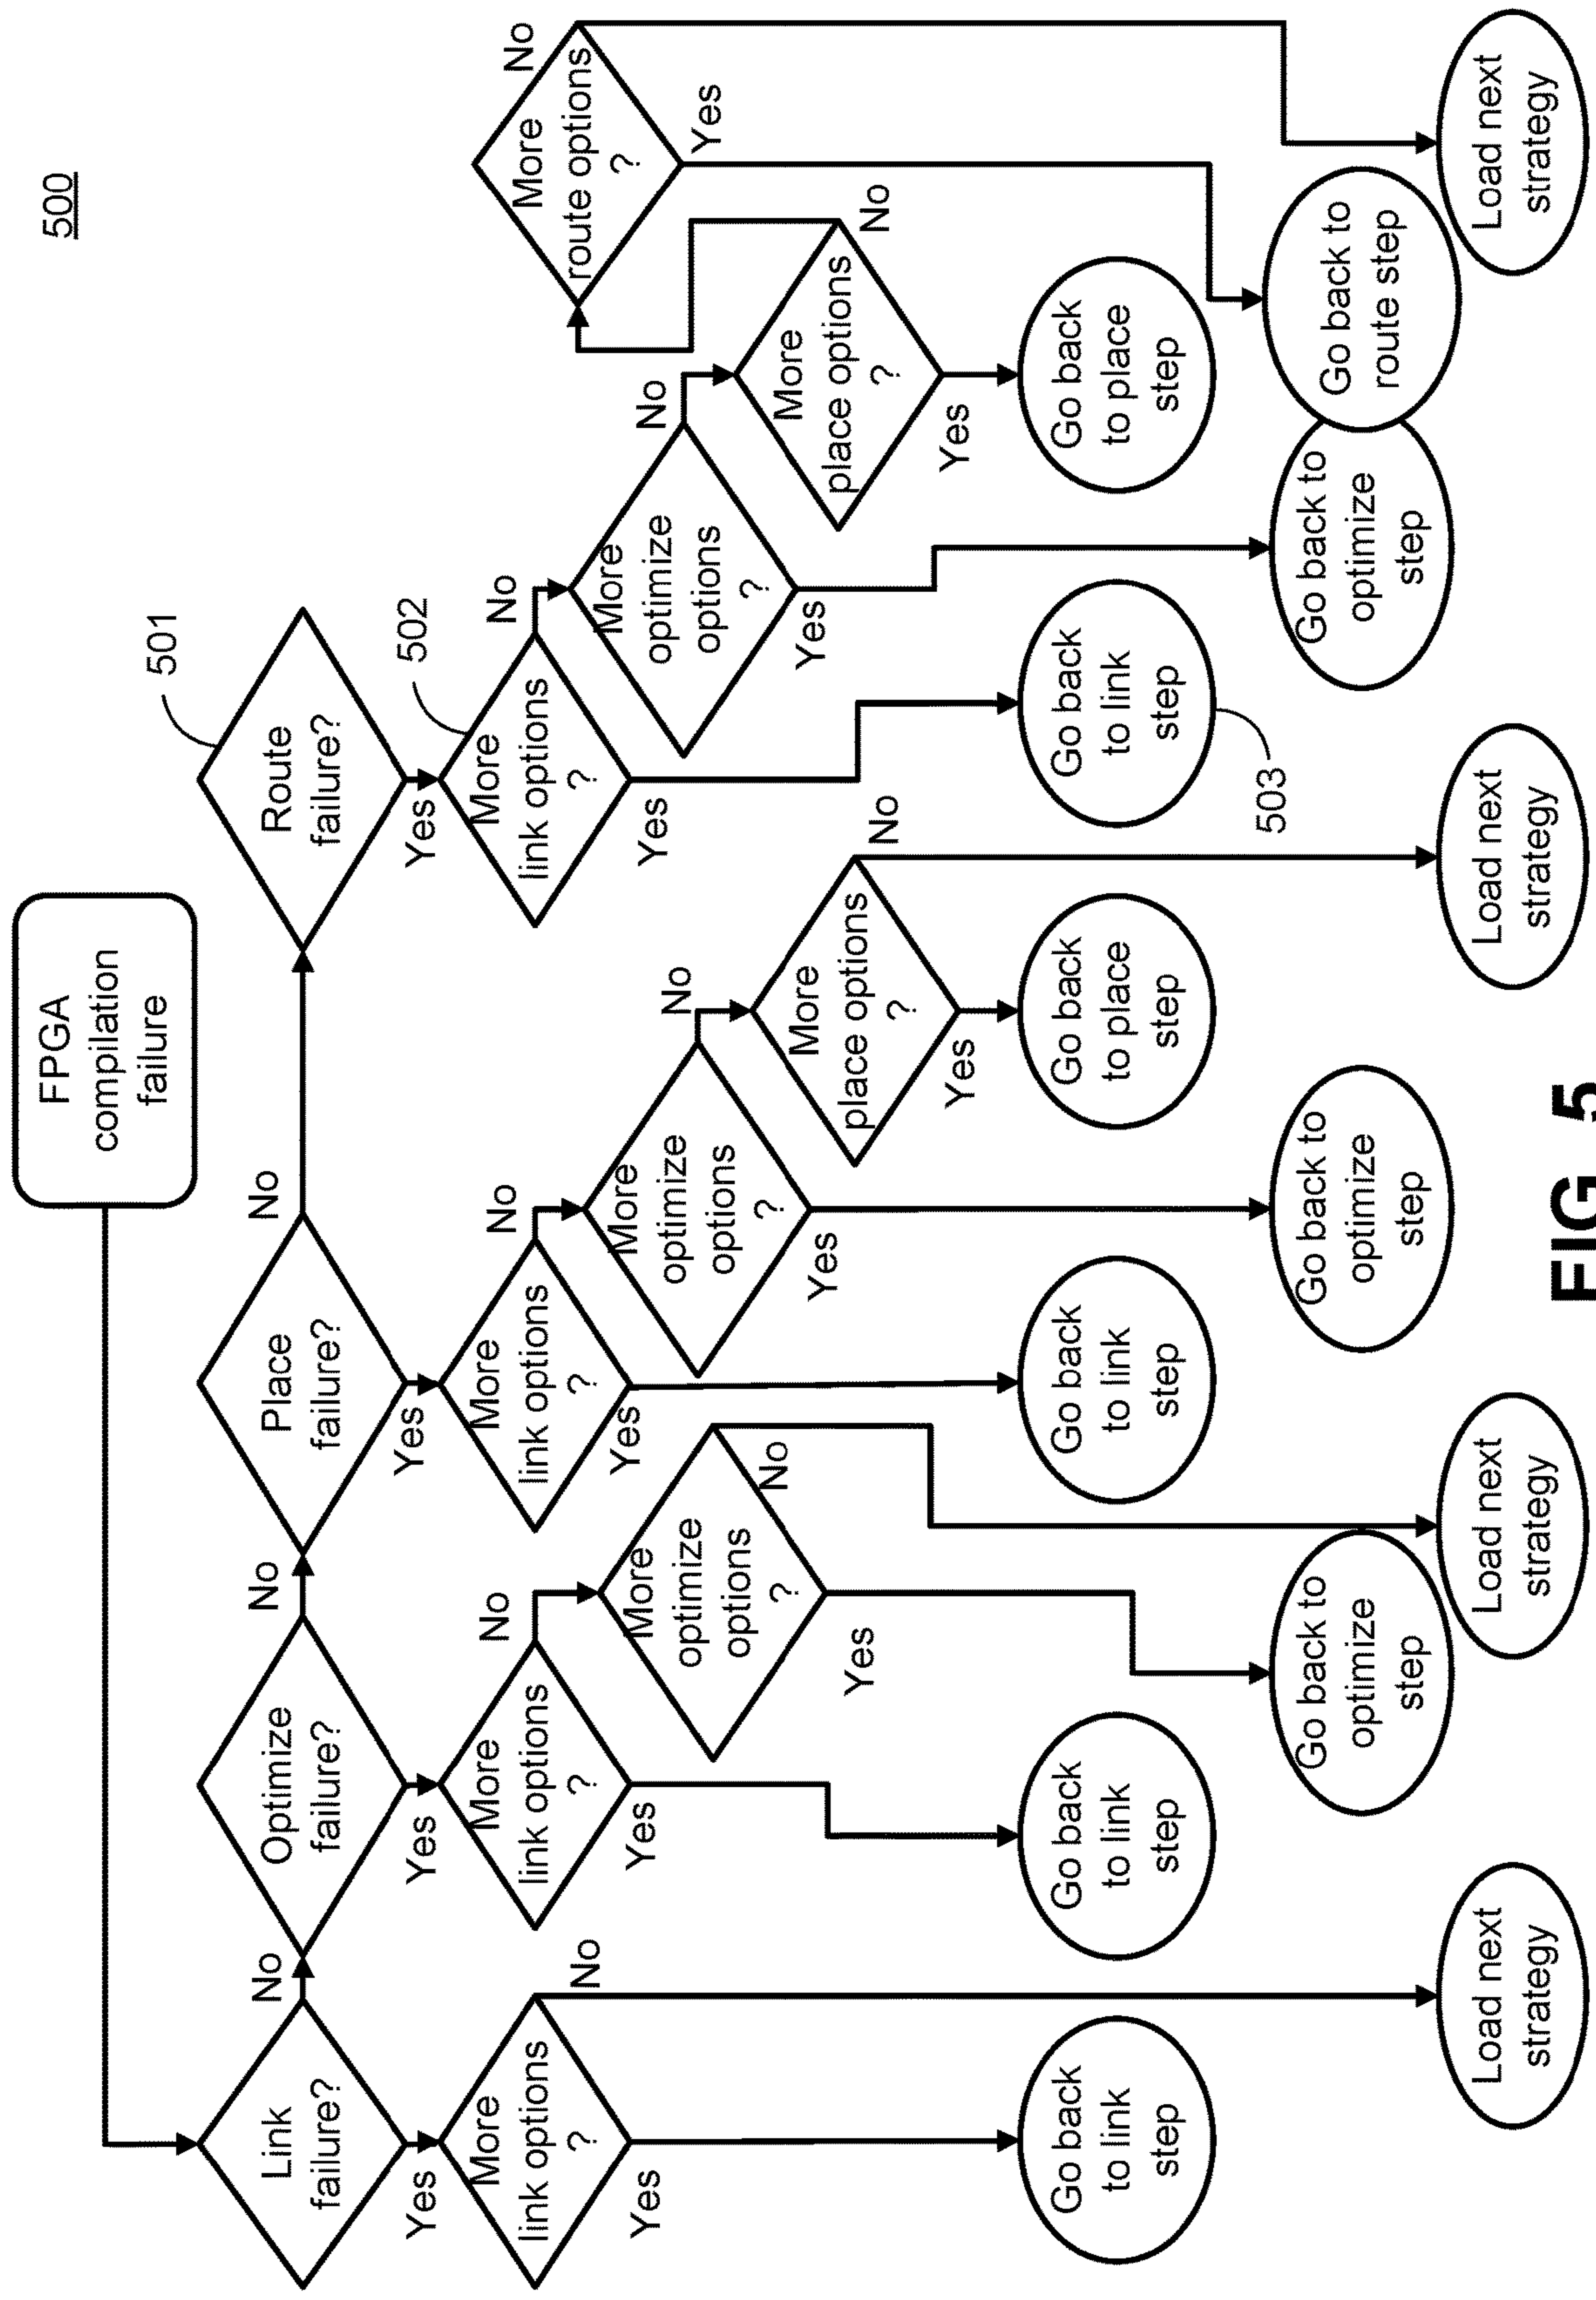 500
FPGA
compilation
failure
Link
failure?
No
Optimize
failure?
No
Place
failure?
No
Route
failure?
501
Yes
Yes
Yes
Yes
More
link options
?
No
Yes
More
link options
?
No
Yes
More
link options
?
No
Yes
More
link options
?
502
No
Yes
More
optimize
options
?
No
Yes
More
optimize
options
?
No
Yes
More
optimize
options
?
No
Yes
More
place options
?
No
Yes
More
place options
?
No
Yes
More
route options
?
No
Yes
Go back
to link
step
Go back
to link
step
Go back
to link
step
Go back
to place
step
Go back
to link
step
503
Go back
to place
step
Go back to
optimize
step
Go back to
optimize
step
Go back to
optimize
step
Go back to
route step
Load next
strategy
Load next
strategy
Load next
strategy
Load next
strategy
FIG 5